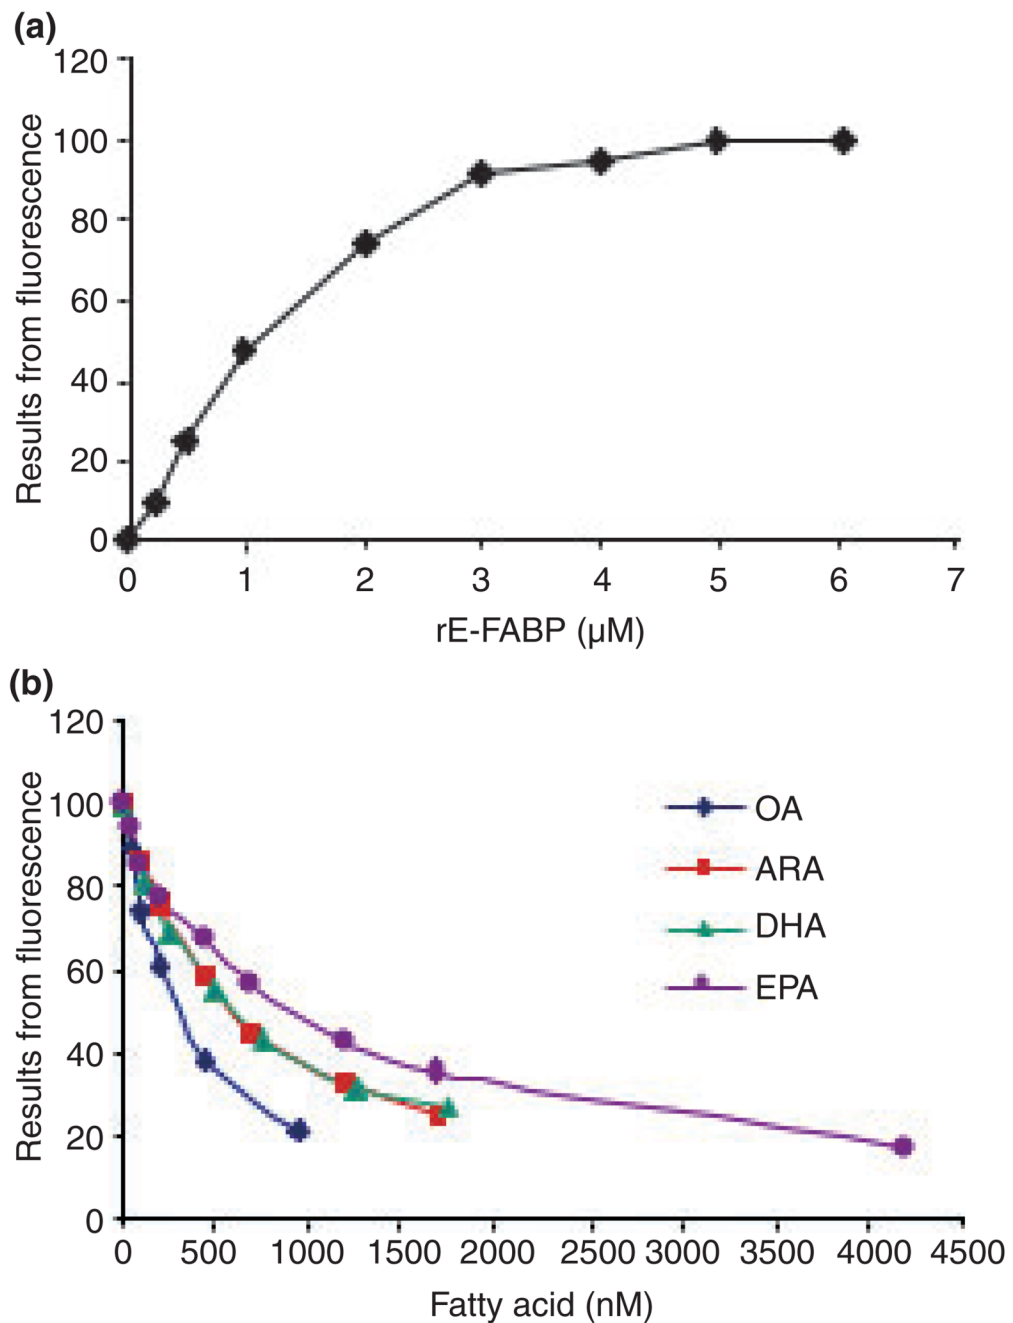 (a)
120
100
80
60
40
20
0
Results from fluorescence
0 1 2 3 4 5 6 7
rE-FABP (µM)
(b)
120
100
80
60
40
20
0
Results from fluorescence
OA
ARA
DHA
EPA
0 500 1000 1500 2000 2500 3000 3500 4000 4500
Fatty acid (nM)